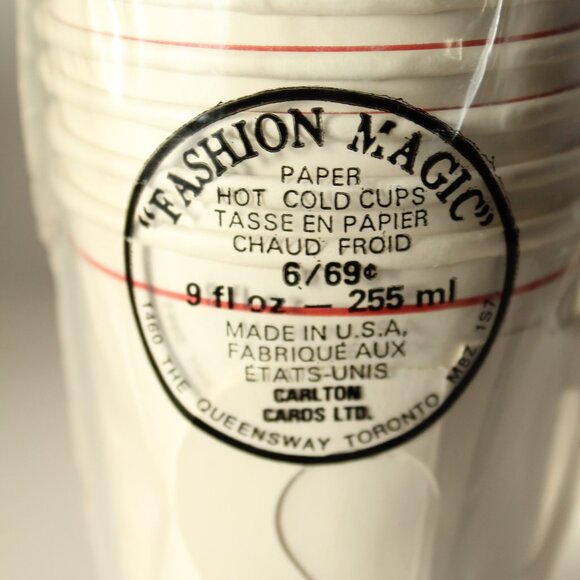 "FASHION MAGIC"
PAPER
HOT COLD CUPS
TASSE EN PAPIER
CHAUD FROID
6/69¢
9 fl oz — 255 ml
MADE IN U.S.A.
FABRIQUÉ AUX
ÉTATS-UNIS
CARLTON
CARDS LTD.
1460 THE QUEENSWAY TORONTO M8Z 1S7